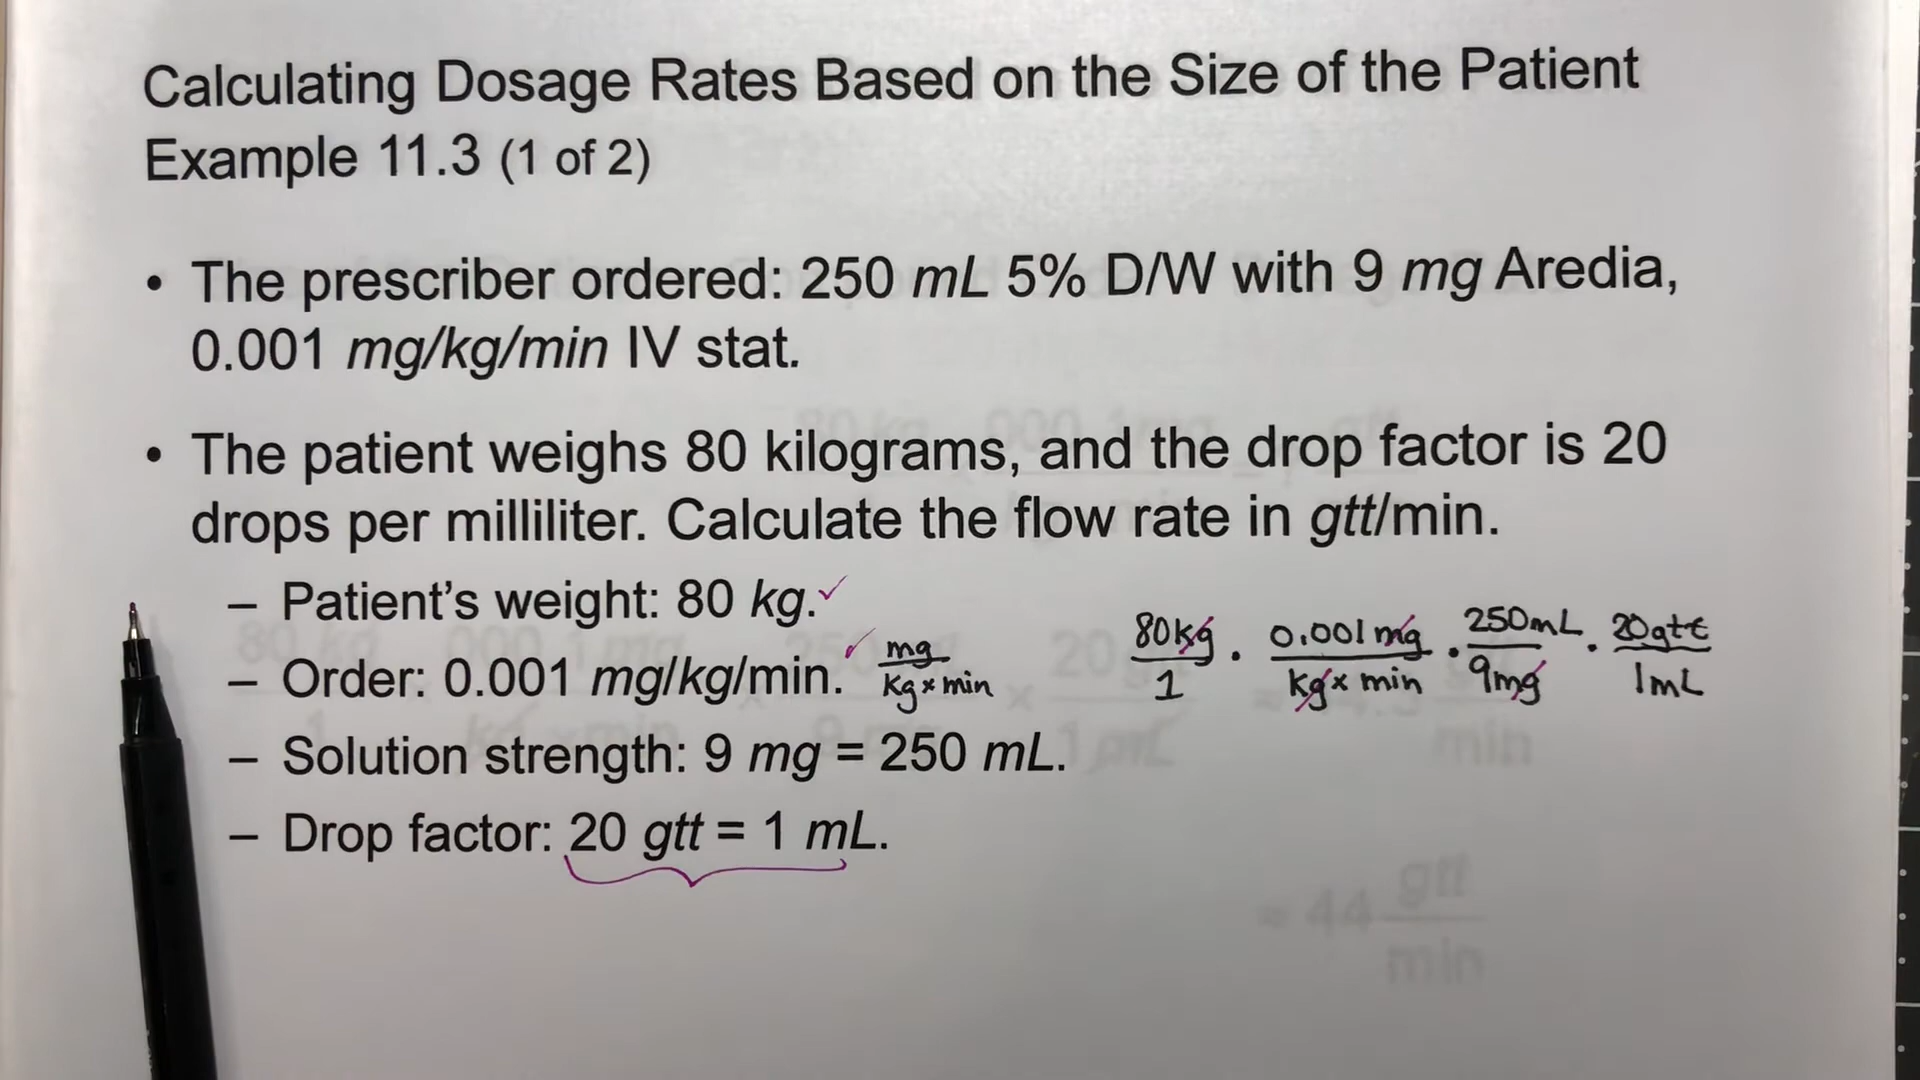 Calculating Dosage Rates Based on the Size of the Patient
Example 11.3 (1 of 2)
• The prescriber ordered: 250 mL 5% D/W with 9 mg Aredia,
0.001 mg/kg/min IV stat.
• The patient weighs 80 kilograms, and the drop factor is 20
drops per milliliter. Calculate the flow rate in gtt/min.
– Patient’s weight: 80 kg.✓
– Order: 0.001 mg/kg/min. ✓ mg
kg × min
80kg · 0.001 mg · 250mL · 20gtt
1 kg × min 9mg 1mL
– Solution strength: 9 mg = 250 mL.
– Drop factor: 20 gtt = 1 mL.
≈ 44 gtt
min